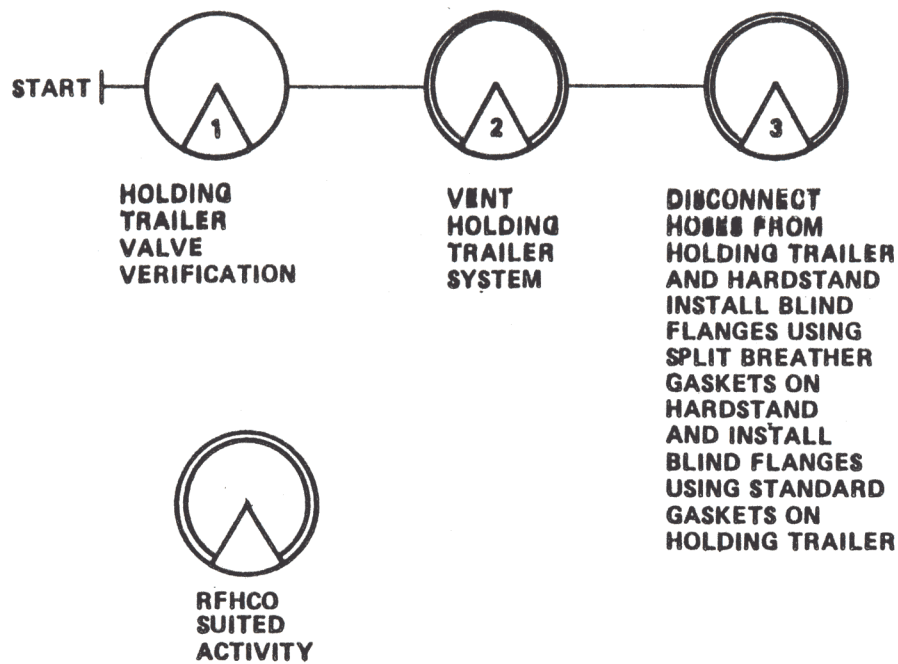 START
1
2
3
HOLDING
TRAILER
VALVE
VERIFICATION
VENT
HOLDING
TRAILER
SYSTEM
DISCONNECT
HOSES FROM
HOLDING TRAILER
AND HARDSTAND
INSTALL BLIND
FLANGES USING
SPLIT BREATHER
GASKETS ON
HARDSTAND
AND INSTALL
BLIND FLANGES
USING STANDARD
GASKETS ON
HOLDING TRAILER
RFHCO
SUITED
ACTIVITY